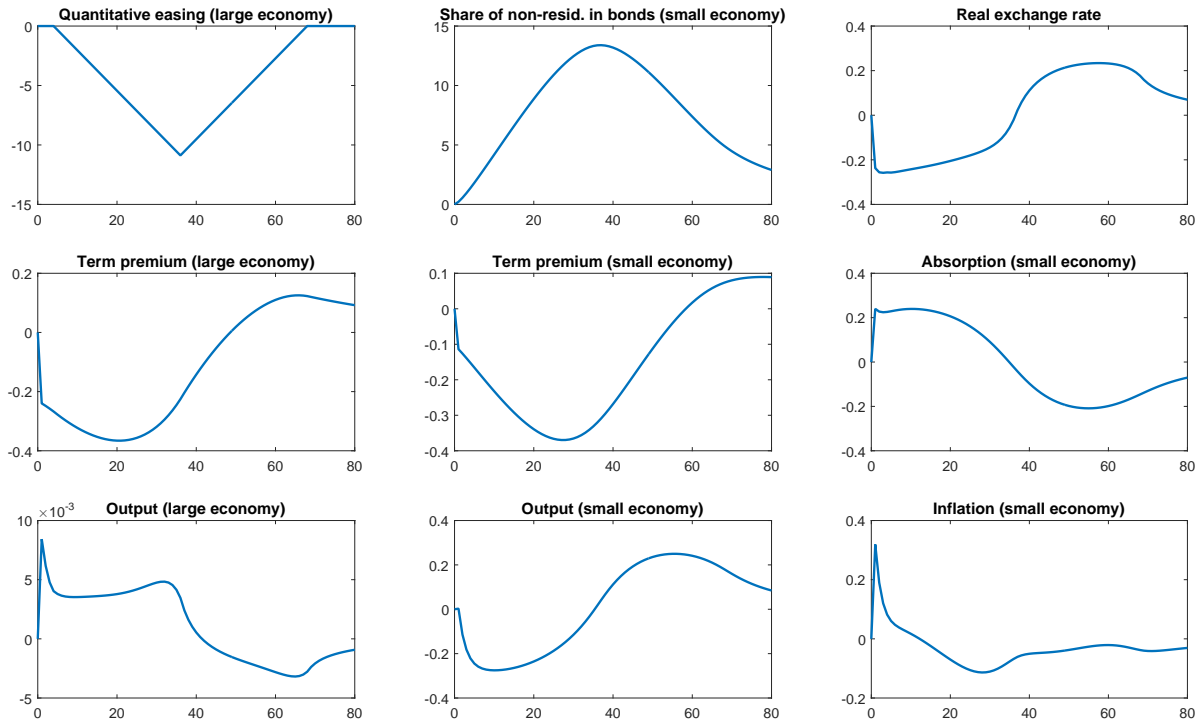 Quantitative easing (large economy)
0
-5
-10
-15
0 20 40 60 80
Share of non-resid. in bonds (small economy)
15
10
5
0
0 20 40 60 80
Real exchange rate
0.4
0.2
0
-0.2
-0.4
0 20 40 60 80
Term premium (large economy)
0.2
0
-0.2
-0.4
0 20 40 60 80
Term premium (small economy)
0.1
0
-0.1
-0.2
-0.3
-0.4
0 20 40 60 80
Absorption (small economy)
0.4
0.2
0
-0.2
-0.4
0 20 40 60 80
Output (large economy)
×10⁻³
10
5
0
-5
0 20 40 60 80
Output (small economy)
0.4
0.2
0
-0.2
-0.4
0 20 40 60 80
Inflation (small economy)
0.4
0.2
0
-0.2
0 20 40 60 80